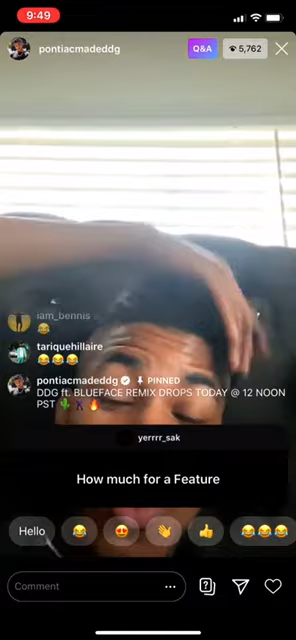 9:49
pontiacmadeddg
Q&A
5,762
iam_bennis
😂
tariquehillaire
😂😂😂
pontiacmadeddg PINNED
DDG ft. BLUEFACE REMIX DROPS TODAY @ 12 NOON
PST 🌵🔥
yerrrr_sak
How much for a Feature
Hello 😂 😍 👋 👍 😂😂😂
Comment